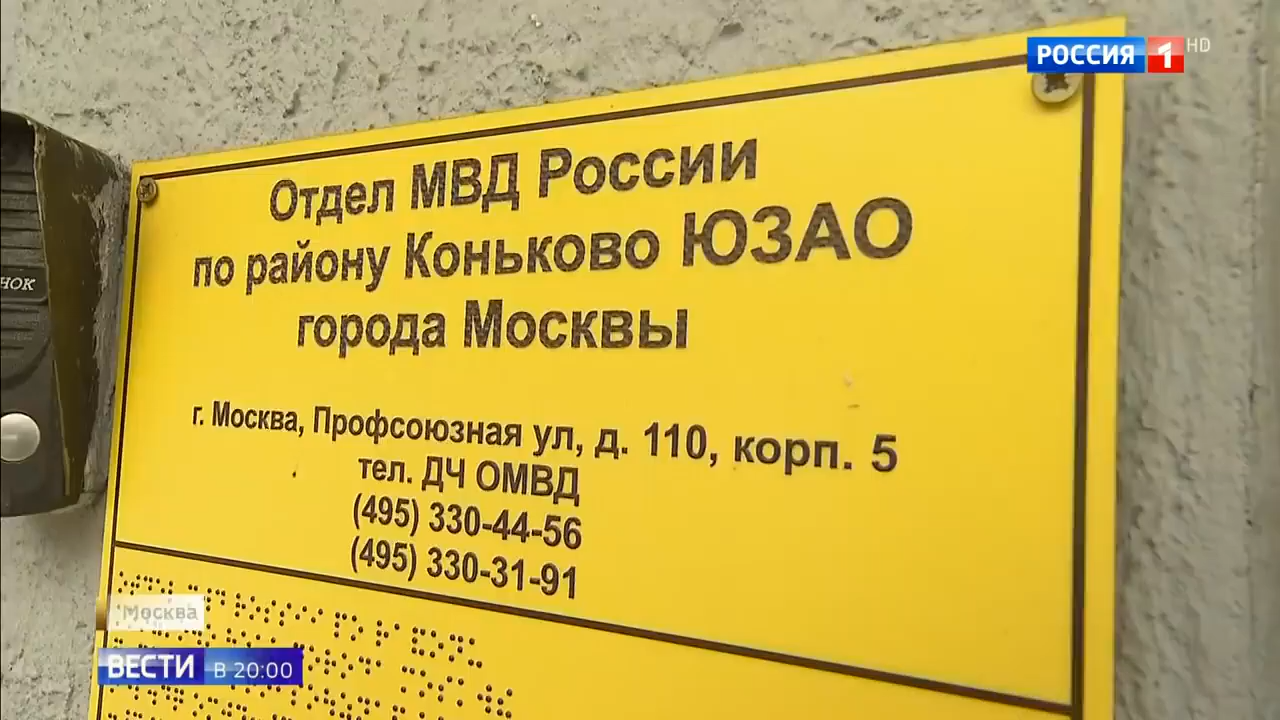 РОССИЯ 1 HD
Отдел МВД России
по району Коньково ЮЗАО
города Москвы
г. Москва, Профсоюзная ул, д. 110, корп. 5
тел. ДЧ ОМВД
(495) 330-44-56
(495) 330-31-91
Москва
ВЕСТИ В 20:00